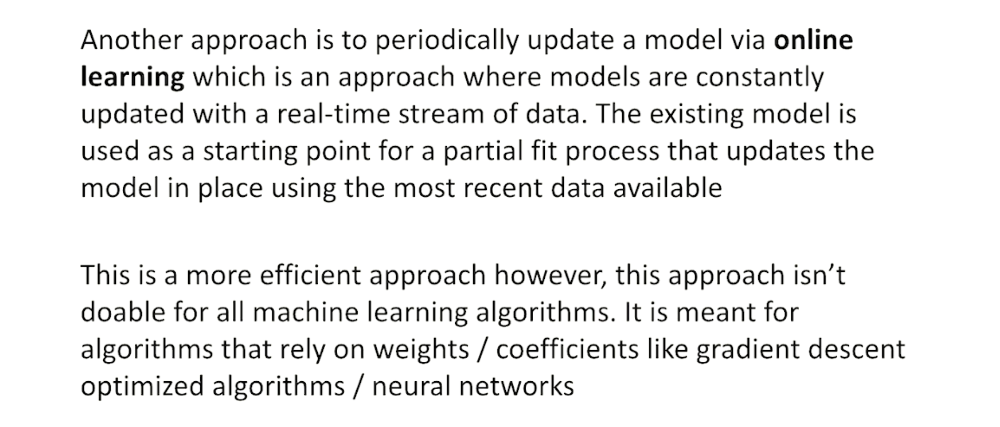 Another approach is to periodically update a model via online
learning which is an approach where models are constantly
updated with a real-time stream of data. The existing model is
used as a starting point for a partial fit process that updates the
model in place using the most recent data available
This is a more efficient approach however, this approach isn’t
doable for all machine learning algorithms. It is meant for
algorithms that rely on weights / coefficients like gradient descent
optimized algorithms / neural networks